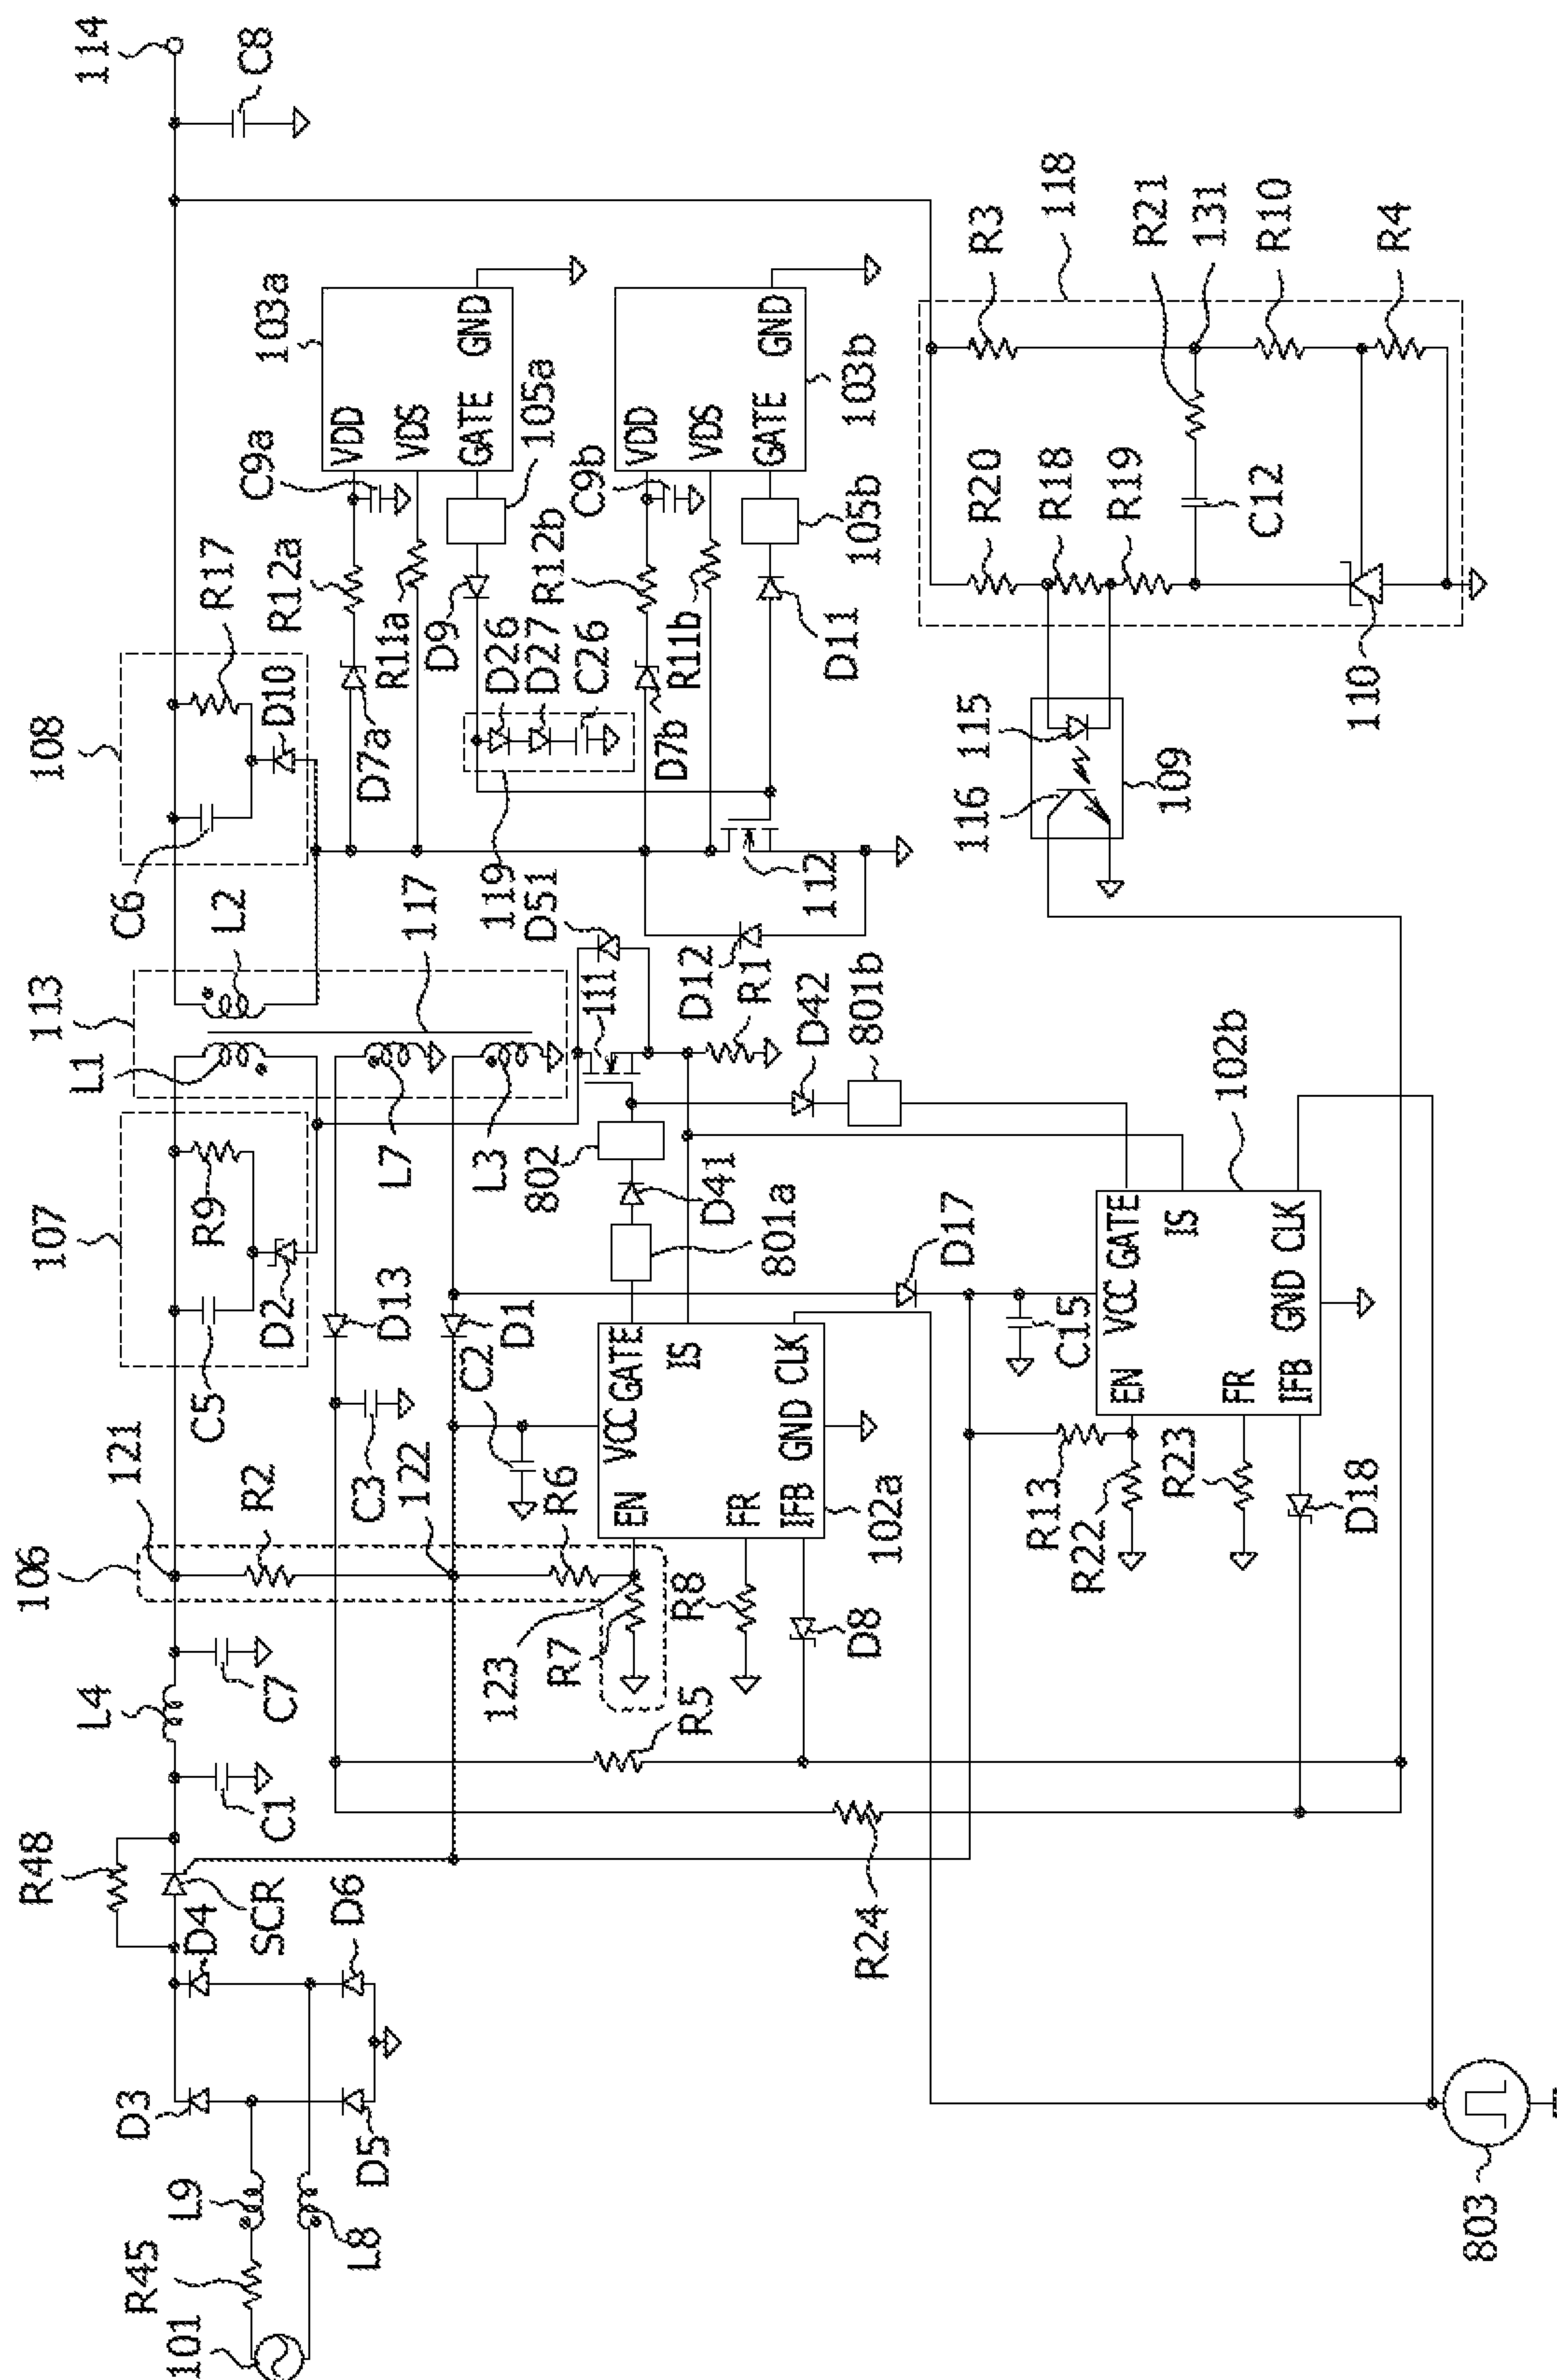 114
C8
108
R17
D10
C6
R12a
C9a
103a
VDD
VDS
GATE
GND
105a
D7a
R11a
D9
D26
D27
C26
R12b
C9b
VDD
VDS
GATE
GND
103b
105b
D7b
R11b
D11
119
112
D12
118
R3
R21
131
R10
R4
R20
R18
R19
C12
110
115
116
109
113
L2
117
L1
L7
L3
D51
111
R1
D42
801b
802
D41
801a
102b
107
R9
D2
C5
D13
D1
C2
D17
C15
VCC
GATE
IS
CLK
GND
EN
FR
IFB
102a
VCC
GATE
IS
CLK
GND
EN
FR
IFB
121
R2
C3
122
R6
106
123
R7
R8
D8
R5
R13
R22
R23
D18
L4
C7
C1
R48
SCR
D4
D6
R24
D3
D5
L9
L8
R45
101
803